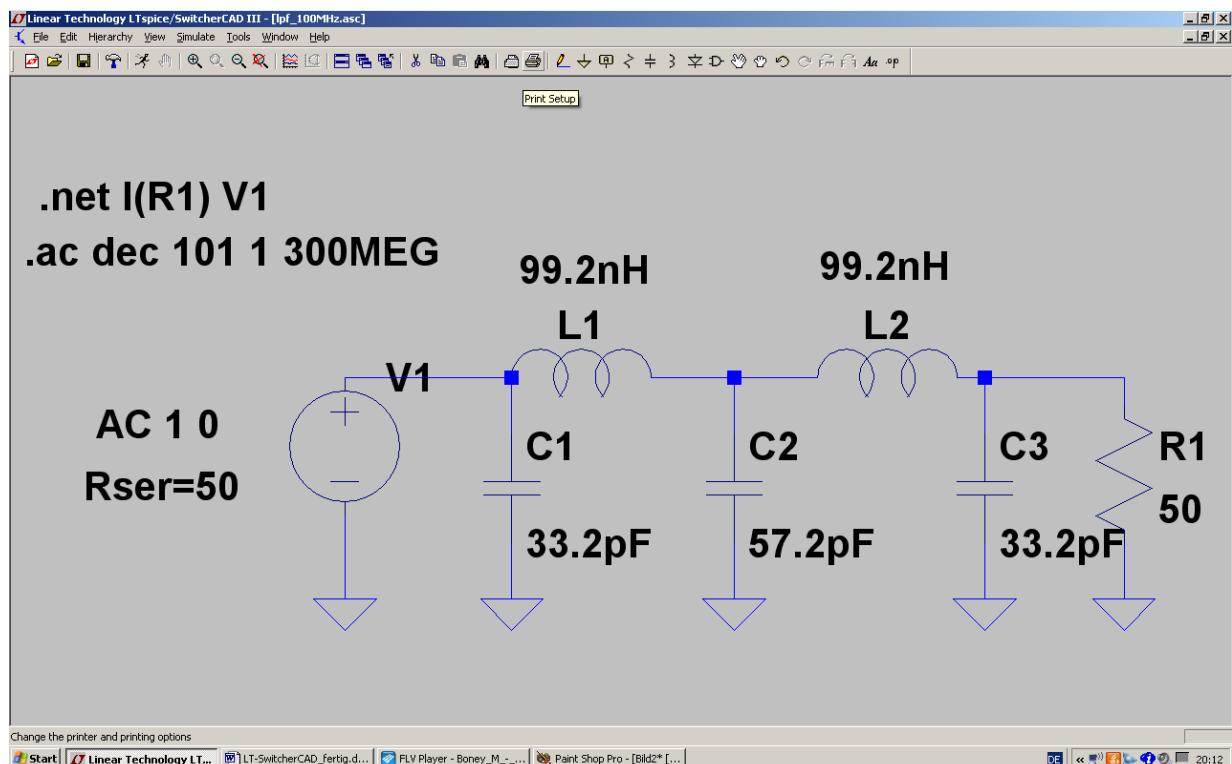 Linear Technology LTspice/SwitcherCAD III - [lpf_100MHz.asc]
File Edit Hierarchy View Simulate Tools Window Help
Aa .op
Print Setup
.net I(R1) V1
.ac dec 101 1 300MEG
99.2nH 99.2nH
L1 L2
V1
AC 1 0
Rser=50
C1 C2 C3 R1
33.2pF 57.2pF 33.2pF 50
Change the printer and printing options
Start Linear Technology LT... LT-SwitcherCAD_fertig.d... FLV Player - Boney_M_-_... Paint Shop Pro - [Bild2* [... DE 20:12